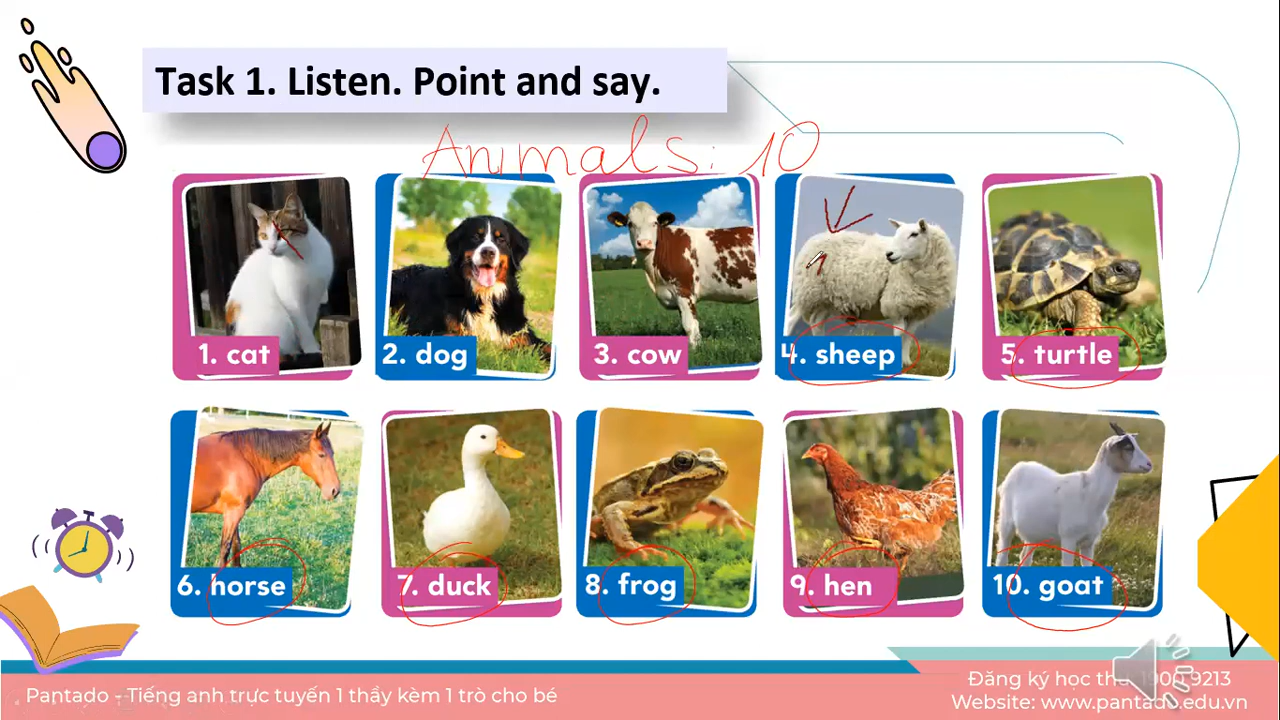 Task 1. Listen. Point and say.
Animals: 10
1. cat
2. dog
3. cow
4. sheep
5. turtle
6. horse
7. duck
8. frog
9. hen
10. goat
Pantado - Tiếng anh trực tuyến 1 thầy kèm 1 trò cho bé
Đăng ký học thử 1900 9213
Website: www.pantado.edu.vn